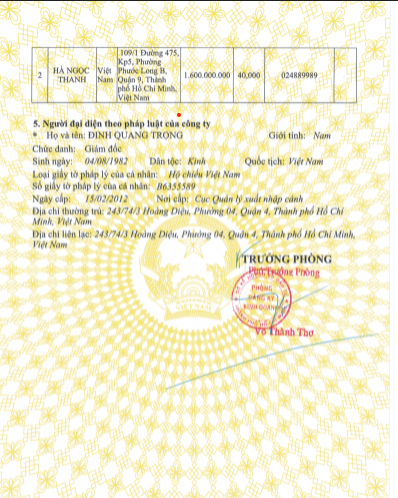 2 HÀ NGỌC THANH Việt Nam 109/1 Đường 475, Kp5, Phường Phước Long B, Quận 9, Thành phố Hồ Chí Minh, Việt Nam 1.600.000.000 40,000 024889989
5. Người đại diện theo pháp luật của công ty
* Họ và tên: ĐINH QUANG TRỌNG Giới tính: Nam
Chức danh: Giám đốc
Sinh ngày: 04/08/1982 Dân tộc: Kinh Quốc tịch: Việt Nam
Loại giấy tờ pháp lý của cá nhân: Hộ chiếu Việt Nam
Số giấy tờ pháp lý của cá nhân: B6355589
Ngày cấp: 15/02/2012 Nơi cấp: Cục Quản lý xuất nhập cảnh
Địa chỉ thường trú: 243/74/3 Hoàng Diệu, Phường 04, Quận 4, Thành phố Hồ Chí
Minh, Việt Nam
Địa chỉ liên lạc: 243/74/3 Hoàng Diệu, Phường 04, Quận 4, Thành phố Hồ Chí Minh,
Việt Nam
TRƯỞNG PHÒNG
Phó Trưởng Phòng
PHÒNG
ĐĂNG KÝ
KINH DOANH
Võ Thành Thơ